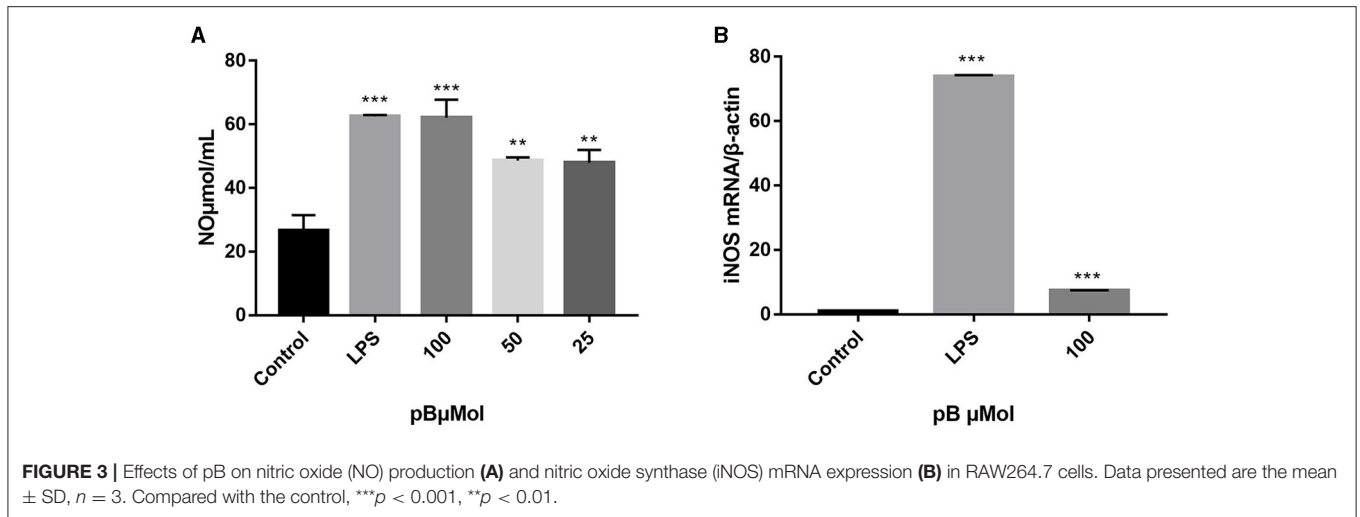 A
80
60
40
20
0
NOµmol/mL
***
***
**
**
Control
LPS
100
50
25
pBµMol
B
80
60
40
20
0
iNOS mRNA/β-actin
***
***
Control
LPS
100
pB µMol
FIGURE 3 | Effects of pB on nitric oxide (NO) production (A) and nitric oxide synthase (iNOS) mRNA expression (B) in RAW264.7 cells. Data presented are the mean
± SD, n = 3. Compared with the control, ***p < 0.001, **p < 0.01.